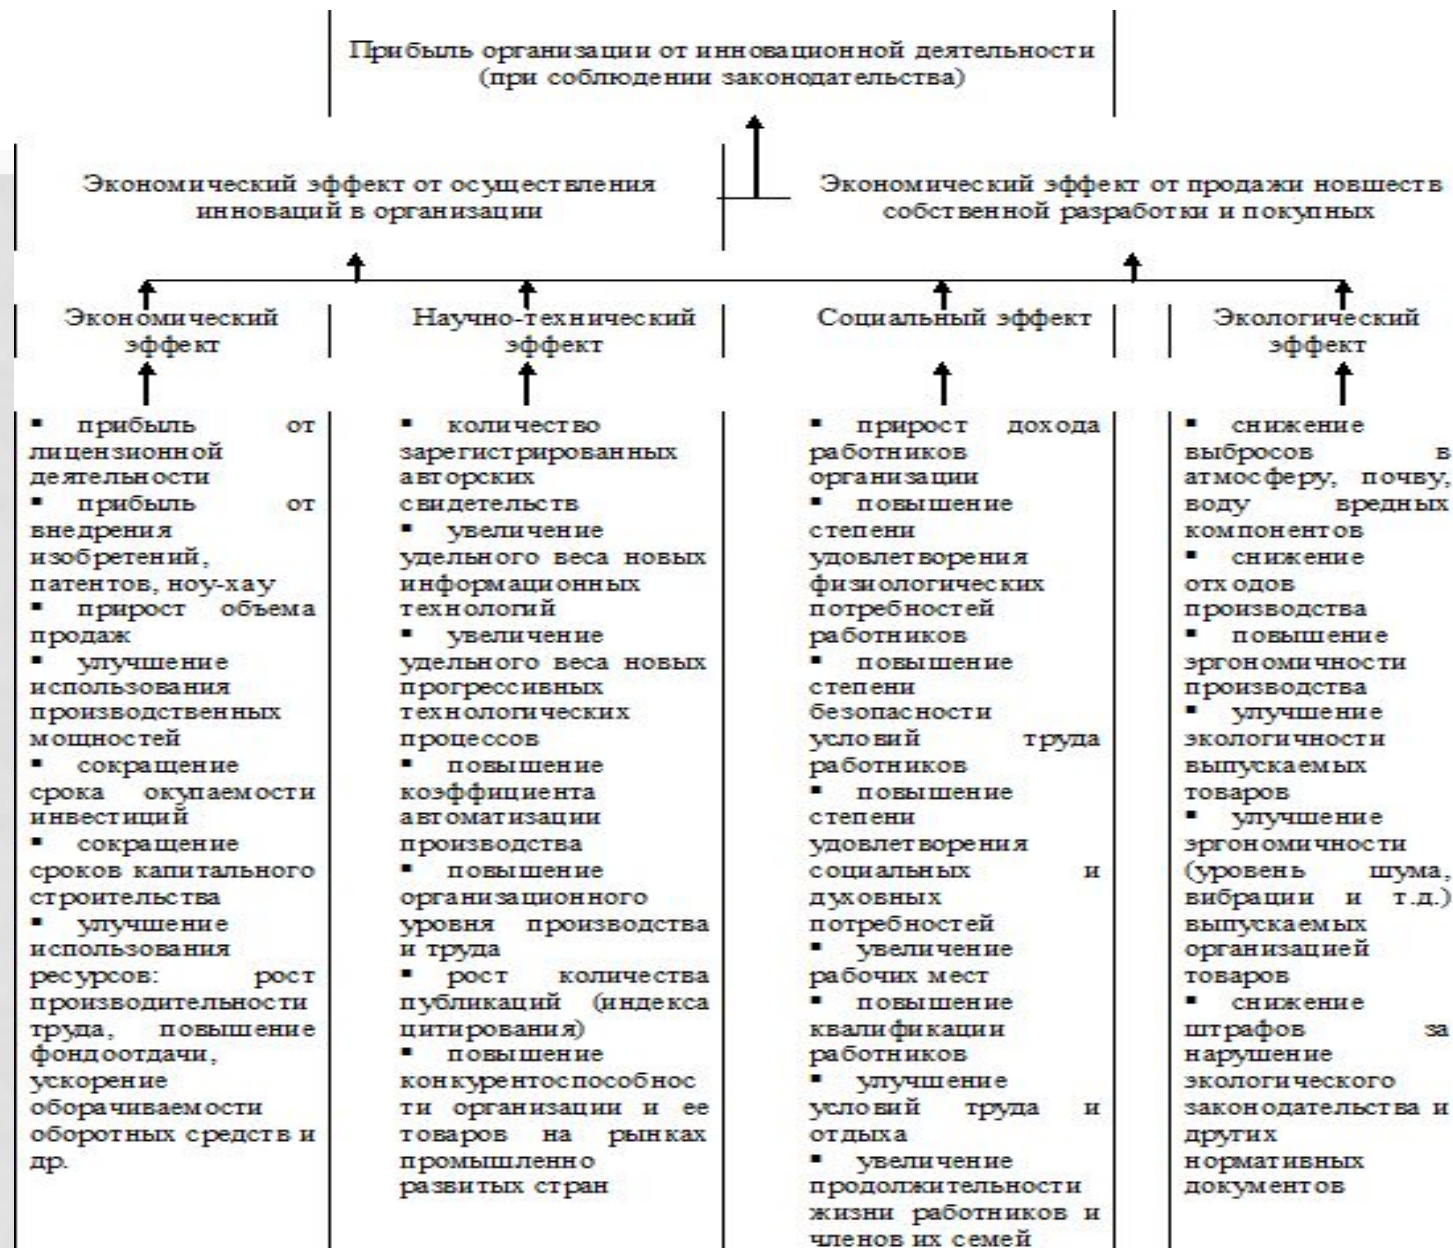 Прибыль организации от инновационной деятельности
(при соблюдении законодательства)
Экономический эффект от осуществления
инноваций в организации
Экономический эффект от продажи новшеств
собственной разработки и покупных
Экономический
эффект
Научно-технический
эффект
Социальный эффект
Экологический
эффект
▪ прибыль от
лицензионной
деятельности
▪ прибыль от
внедрения
изобретений,
патентов, ноу-хау
▪ прирост объема
продаж
▪ улучшение
использования
производственных
мощностей
▪ сокращение
срока окупаемости
инвестиций
▪ сокращение
сроков капитального
строительства
▪ улучшение
использования
ресурсов: рост
производительности
труда, повышение
фондоотдачи,
ускорение
оборачиваемости
оборотных средств и
др.
▪ количество
зарегистрированных
авторских
свидетельств
▪ увеличение
удельного веса новых
информационных
технологий
▪ увеличение
удельного веса новых
прогрессивных
технологических
процессов
▪ повышение
коэффициента
автоматизации
производства
▪ повышение
организационного
уровня производства
и труда
▪ рост количества
публикаций (индекса
цитирования)
▪ повышение
конкурентоспособнос
ти организации и ее
товаров на рынках
промышленно
развитых стран
▪ прирост дохода
работников
организации
▪ повышение
степени
удовлетворения
физиологических
потребностей
работников
▪ повышение
степени
безопасности
условий труда
работников
▪ повышение
степени
удовлетворения
социальных и
духовных
потребностей
▪ увеличение
рабочих мест
▪ повышение
квалификации
работников
▪ улучшение
условий труда и
отдыха
▪ увеличение
продолжительности
жизни работников и
членов их семей
▪ снижение
выбросов в
атмосферу, почву,
воду вредных
компонентов
▪ снижение
отходов
производства
▪ повышение
эргономичности
производства
▪ улучшение
экологичности
выпускаемых
товаров
▪ улучшение
эргономичности
(уровень шума,
вибрации и т.д.)
выпускаемых
организацией
товаров
▪ снижение
штрафов за
нарушение
экологического
законодательства и
других
нормативных
документов